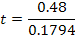 t = 0.48 / 0.1794